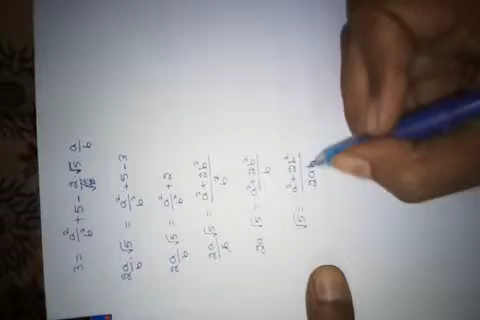 3 = a²/b² + 5 - 2√5 a/b
2a/b √5 = a²/b² + 5 - 3
2a/b √5 = a²/b² + 2
2a√5/b = a² + 2b²/b²
2a √5 = a² + 2b²/b
√5 = a² + 2b²/2ab